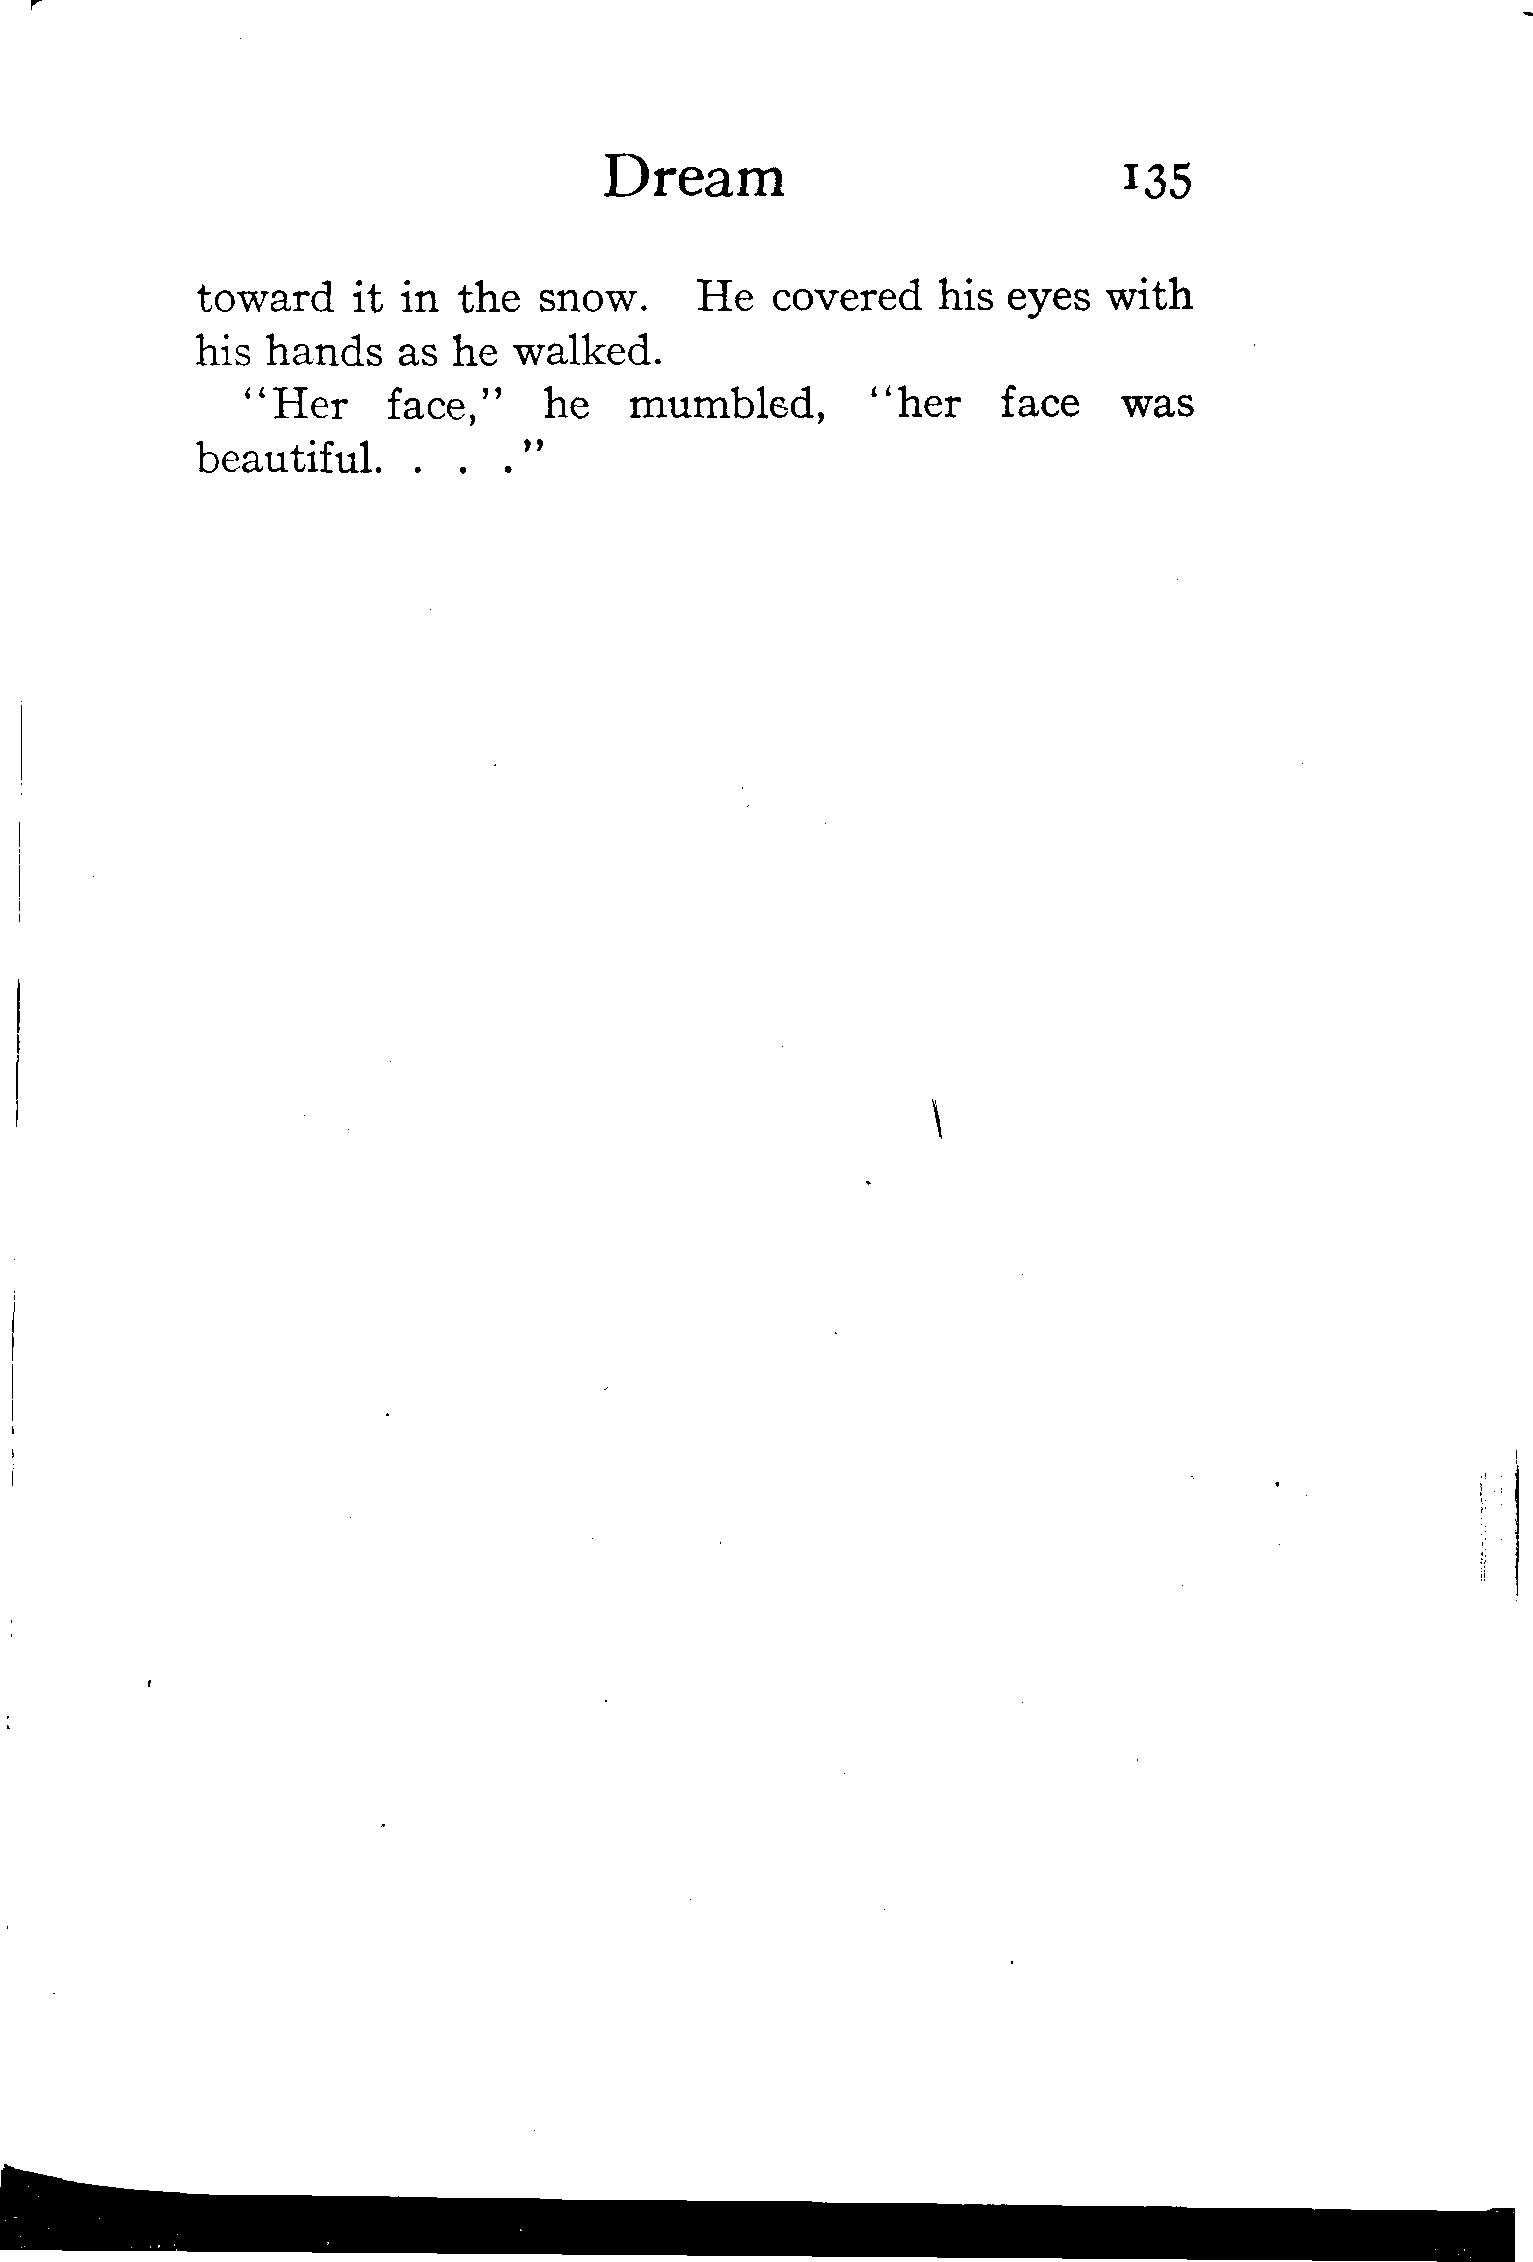 Dream 135
toward it in the snow. He covered his eyes with
his hands as he walked.
“Her face,” he mumbled, “her face was
beautiful. . . .”